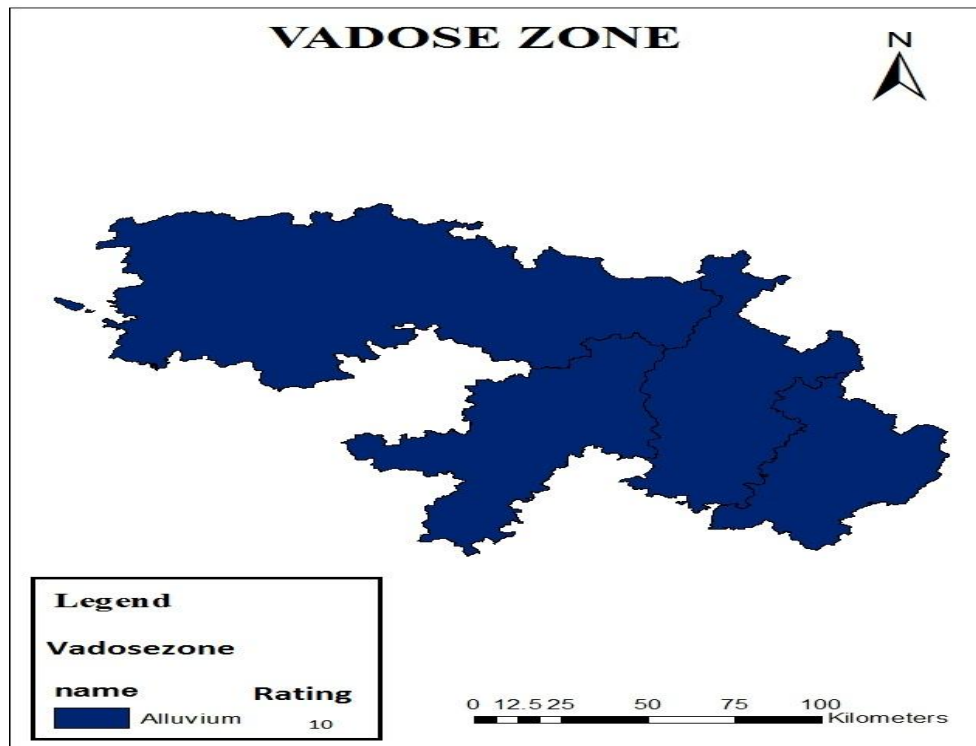 VADOSE ZONE
N
Legend
Vadosezone
name Rating
Alluvium 10
0 12.5 25 50 75 100
Kilometers